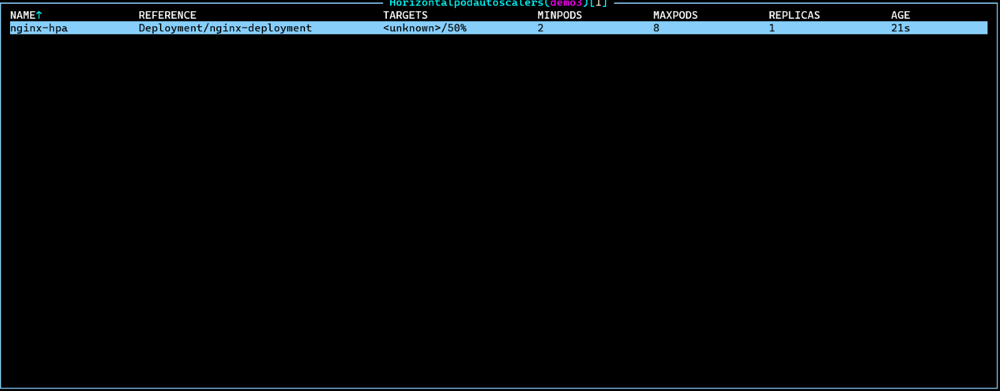 Horizontalpodautoscalers(demo3)[1]
NAME↑ REFERENCE TARGETS MINPODS MAXPODS REPLICAS AGE
nginx-hpa Deployment/nginx-deployment <unknown>/50% 2 8 1 21s